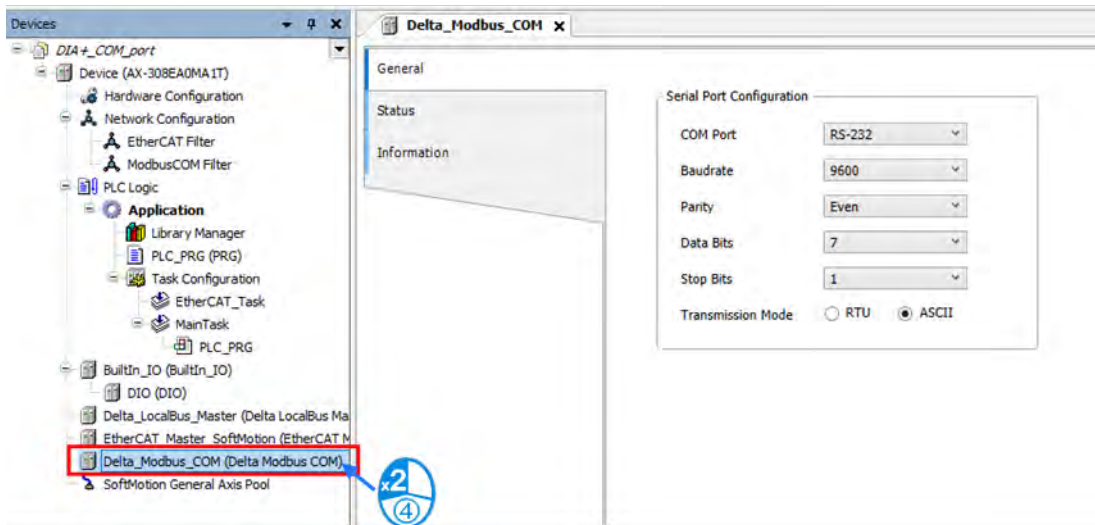 Devices
DIA+_COM_port
Device (AX-308EA0MA1T)
Hardware Configuration
Network Configuration
EtherCAT Filter
ModbusCOM Filter
PLC Logic
Application
Library Manager
PLC_PRG (PRG)
Task Configuration
EtherCAT_Task
MainTask
PLC_PRG
BuiltIn_IO (BuiltIn_IO)
DIO (DIO)
Delta_LocalBus_Master (Delta LocalBus Ma
EtherCAT_Master_SoftMotion (EtherCAT M
Delta_Modbus_COM (Delta Modbus COM)
SoftMotion General Axis Pool
x2
④
Delta_Modbus_COM
General
Status
Information
Serial Port Configuration
COM Port RS-232
Baudrate 9600
Parity Even
Data Bits 7
Stop Bits 1
Transmission Mode RTU ASCII